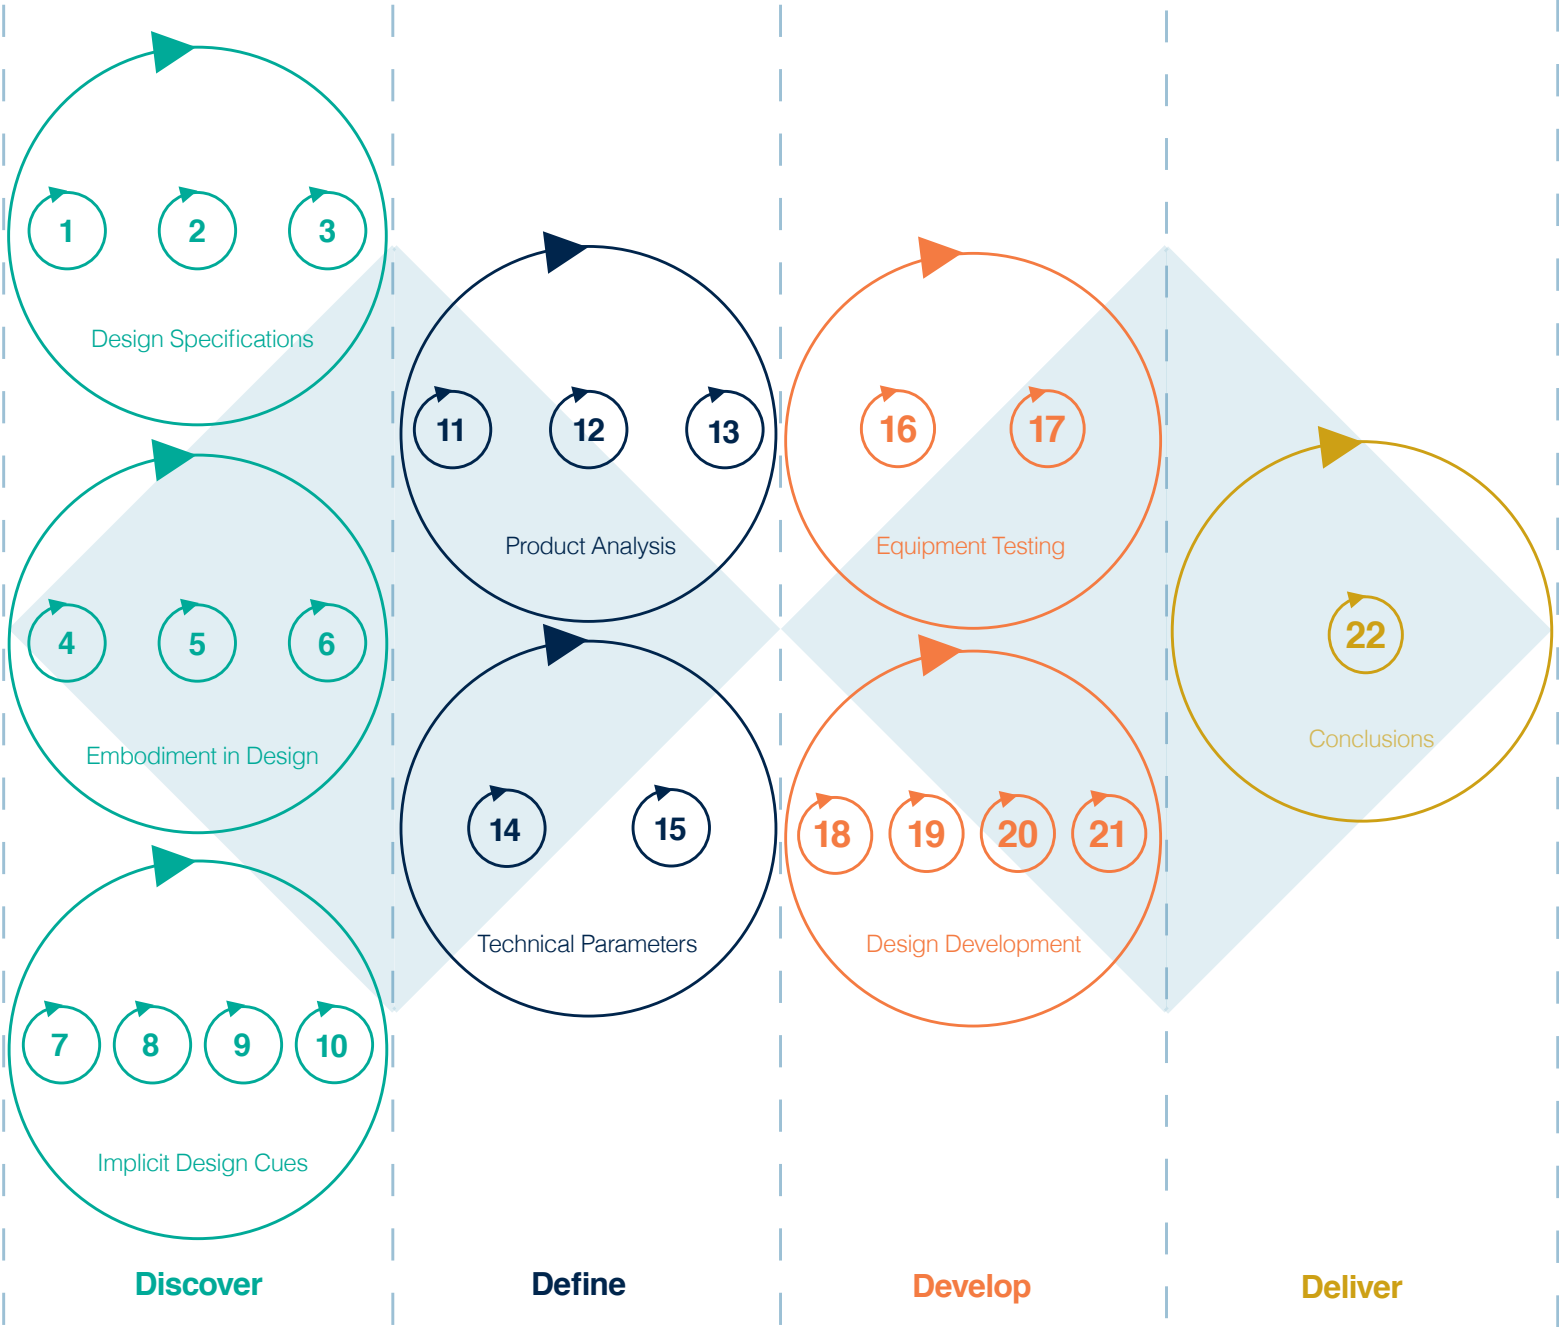 1 2 3
Design Specifications
4 5 6
Embodiment in Design
7 8 9 10
Implicit Design Cues
Discover
11 12 13
Product Analysis
14 15
Technical Parameters
Define
16 17
Equipment Testing
18 19 20 21
Design Development
Develop
22
Conclusions
Deliver